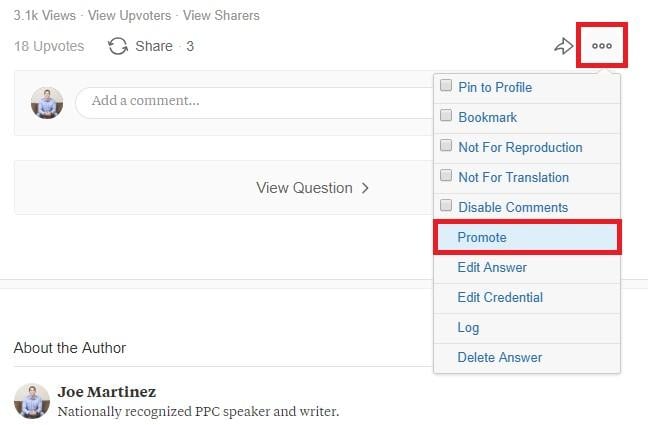 3.1k Views · View Upvoters · View Sharers
18 Upvotes Share · 3
Add a comment...
Pin to Profile
Bookmark
Not For Reproduction
Not For Translation
Disable Comments
Promote
Edit Answer
Edit Credential
Log
Delete Answer
View Question
About the Author
Joe Martinez
Nationally recognized PPC speaker and writer.